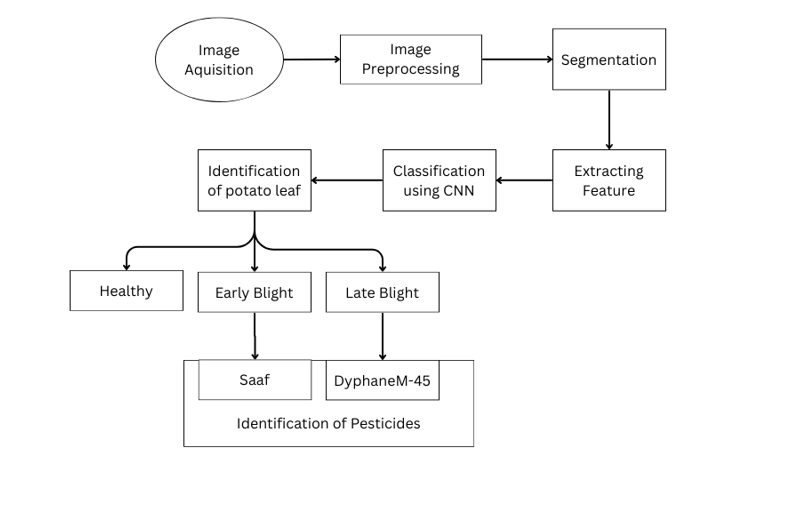 Image
Aquisition
Image
Preprocessing
Segmentation
Identification
of potato leaf
Classification
using CNN
Extracting
Feature
Healthy
Early Blight
Late Blight
Saaf
DyphaneM-45
Identification of Pesticides